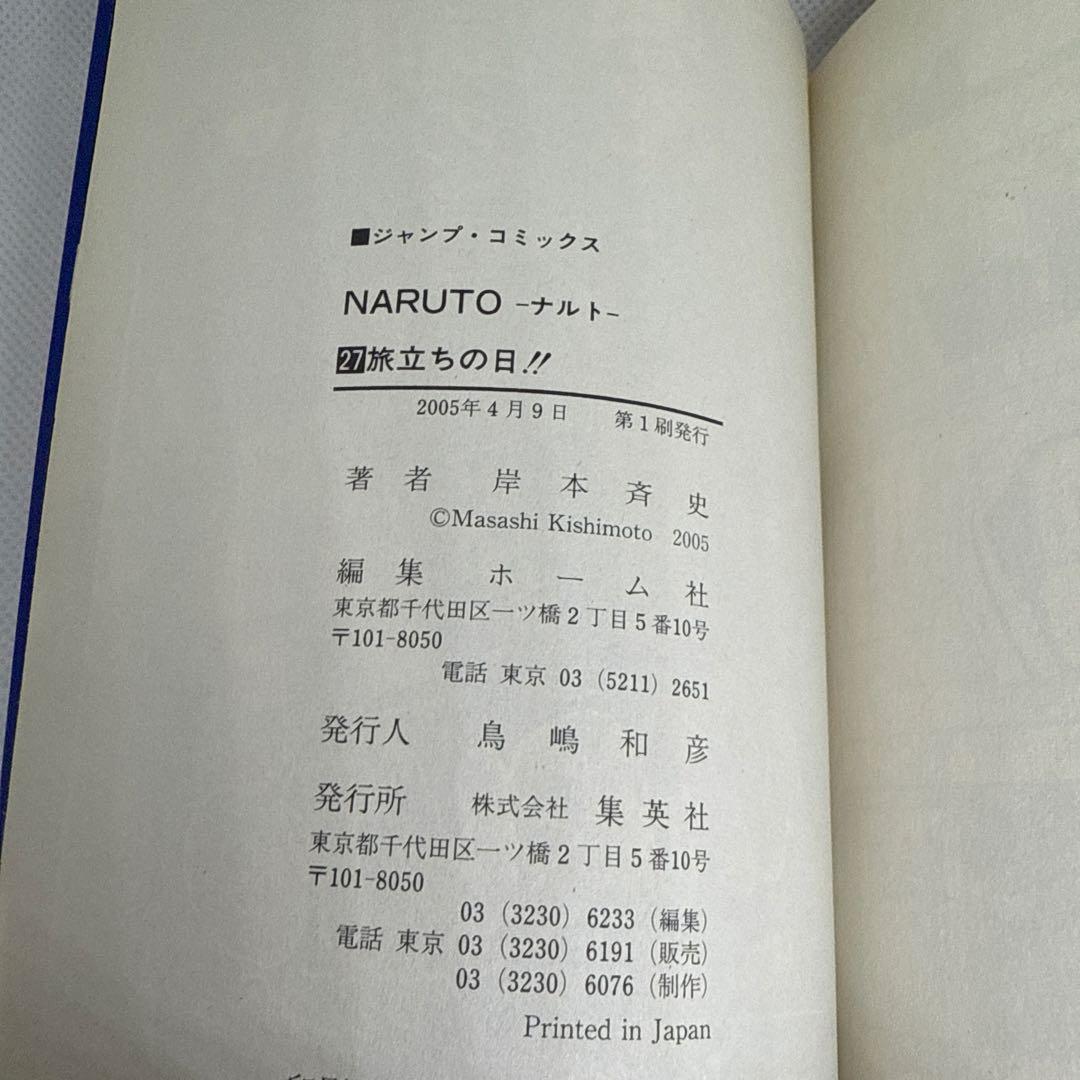 ■ジャンプ・コミックス
NARUTO -ナルト-
27旅立ちの日!!
2005年4月9日 第1刷発行
著者 岸本斉史
©Masashi Kishimoto 2005
編集 ホーム社
東京都千代田区一ツ橋2丁目5番10号
〒101-8050
電話 東京 03 (5211) 2651
発行人 鳥嶋和彦
発行所 株式会社 集英社
東京都千代田区一ツ橋2丁目5番10号
〒101-8050
03 (3230) 6233 (編集)
電話 東京 03 (3230) 6191 (販売)
03 (3230) 6076 (制作)
Printed in Japan